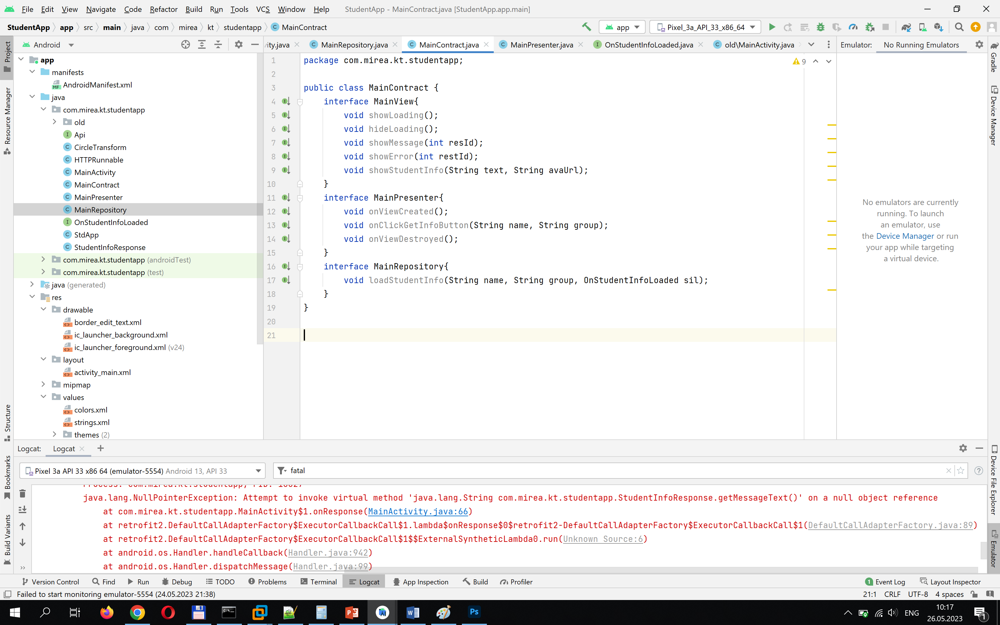 File Edit View Navigate Code Refactor Build Run Tools VCS Window Help StudentApp - MainContract.java [StudentApp.app.main]
StudentApp app src main java com mirea kt studentapp MainContract app Pixel_3a_API_33_x86_64
Android
ity.java MainRepository.java MainContract.java MainPresenter.java OnStudentInfoLoaded.java old\MainActivity.java
Emulator: No Running Emulators
Project
Resource Manager
Structure
Bookmarks
Build Variants
app
manifests
AndroidManifest.xml
java
com.mirea.kt.studentapp
old
Api
CircleTransform
HTTPRunnable
MainActivity
MainContract
MainPresenter
MainRepository
OnStudentInfoLoaded
StdApp
StudentInfoResponse
com.mirea.kt.studentapp (androidTest)
com.mirea.kt.studentapp (test)
java (generated)
res
drawable
border_edit_text.xml
ic_launcher_background.xml
ic_launcher_foreground.xml (v24)
layout
activity_main.xml
mipmap
values
colors.xml
strings.xml
themes (2)
1 package com.mirea.kt.studentapp;
2
3 public class MainContract {
4 interface MainView{
5 void showLoading();
6 void hideLoading();
7 void showMessage(int resId);
8 void showError(int restId);
9 void showStudentInfo(String text, String avaUrl);
10 }
11 interface MainPresenter{
12 void onViewCreated();
13 void onClickGetInfoButton(String name, String group);
14 void onViewDestroyed();
15 }
16 interface MainRepository{
17 void loadStudentInfo(String name, String group, OnStudentInfoLoaded sil);
18 }
19 }
20
21
9
No emulators are currently
running. To launch
an emulator, use
the Device Manager or run
your app while targeting
a virtual device.
Gradle
Device Manager
Device File Explorer
Emulator
Logcat: Logcat
Pixel 3a API 33 x86 64 (emulator-5554) Android 13, API 33 fatal
Process: com.mirea.kt.studentapp, PID:
java.lang.NullPointerException: Attempt to invoke virtual method 'java.lang.String com.mirea.kt.studentapp.StudentInfoResponse.getMessageText()' on a null object reference
at com.mirea.kt.studentapp.MainActivity$1.onResponse(MainActivity.java:66)
at retrofit2.DefaultCallAdapterFactory$ExecutorCallbackCall$1.lambda$onResponse$0$retrofit2-DefaultCallAdapterFactory$ExecutorCallbackCall$1(DefaultCallAdapterFactory.java:89)
at retrofit2.DefaultCallAdapterFactory$ExecutorCallbackCall$1$$ExternalSyntheticLambda0.run(Unknown Source:6)
at android.os.Handler.handleCallback(Handler.java:942)
at android.os.Handler.dispatchMessage(Handler.java:99)
Version Control Find Run Debug TODO Problems Terminal Logcat App Inspection Build Profiler 1 Event Log Layout Inspector
Failed to start monitoring emulator-5554 (24.05.2023 21:38) 21:1 CRLF UTF-8 4 spaces
ENG 10:17
26.05.2023
1